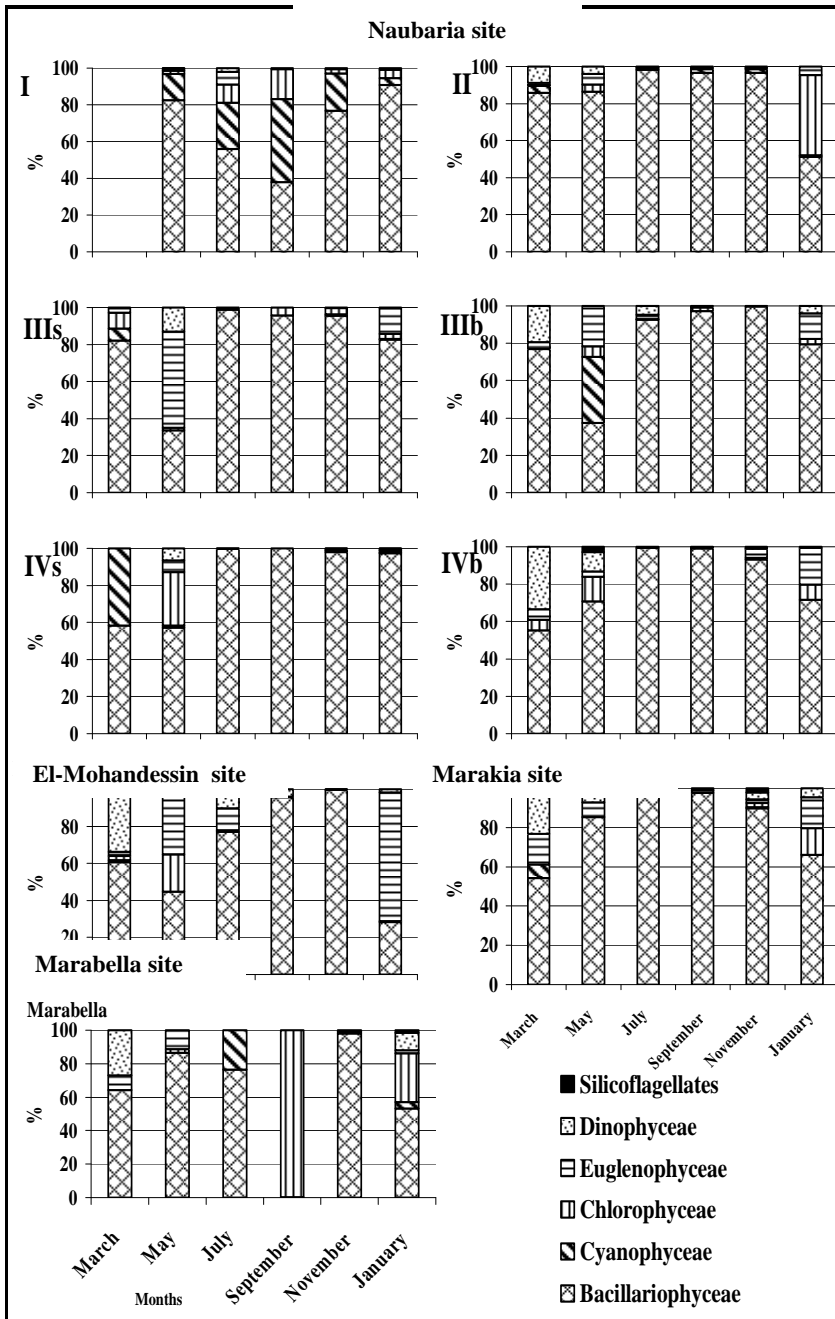 Naubaria site
I
100
80
60
40
20
0
%
II
100
80
60
40
20
0
%
IIIs
100
80
60
40
20
0
%
IIIb
100
80
60
40
20
0
%
IVs
100
80
60
40
20
0
%
IVb
100
80
60
40
20
0
%
El-Mohandessin site
80
60
40
20
%
Marakia site
80
60
40
20
0
%
March
May
July
September
November
January
Marabella site
Marabella
100
80
60
40
20
0
%
March
May
July
September
November
January
Months
Silicoflagellates
Dinophyceae
Euglenophyceae
Chlorophyceae
Cyanophyceae
Bacillariophyceae